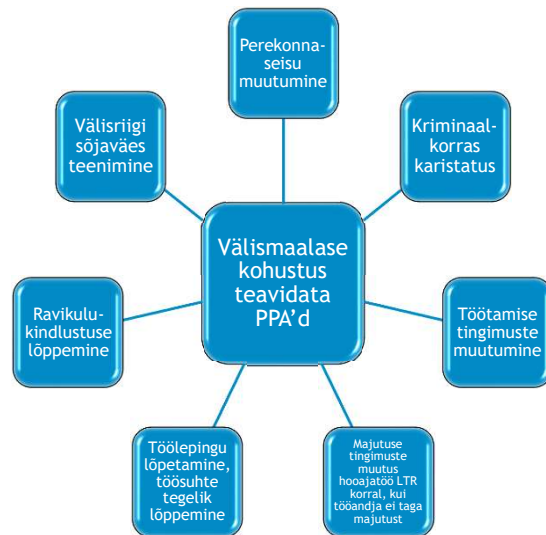 Perekonna-
seisu
muutumine
Välisriigi
sõjaväes
teenimine
Kriminaal-
korras
karistatus
Välismaalase
kohustus
teavidata
PPA'd
Ravikulu-
kindlustuse
lõppemine
Töötamise
tingimuste
muutumine
Töölepingu
lõpetamine,
töösuhte
tegelik
lõppemine
Majutuse
tingimuste
muutus
hooajatöö LTR
korral, kui
tööandja ei taga
majutust